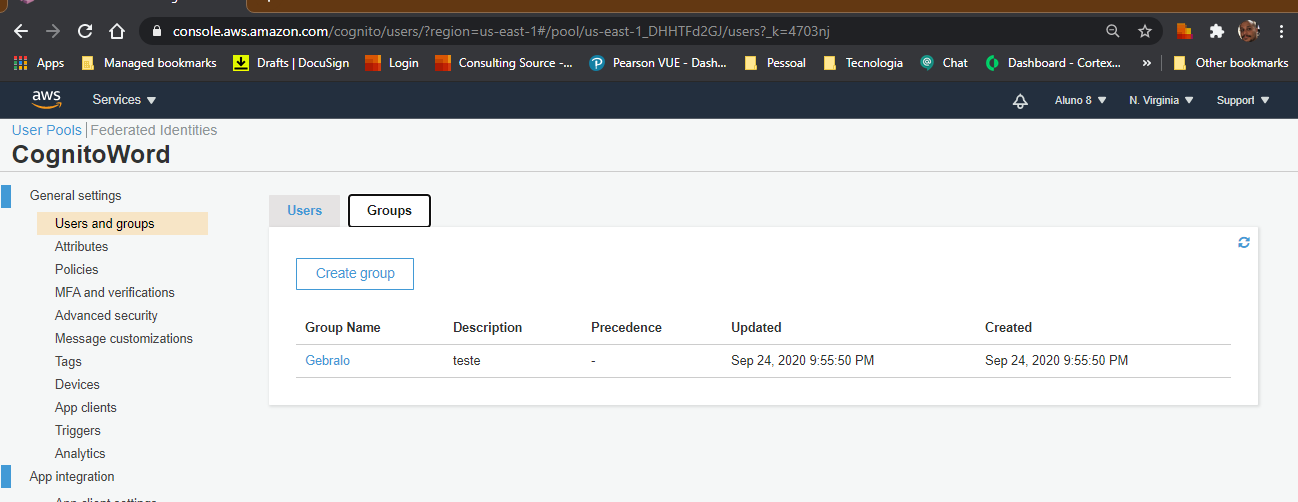 console.aws.amazon.com/cognito/users/?region=us-east-1#/pool/us-east-1_DHHTFd2GJ/users?_k=4703nj
Apps Managed bookmarks Drafts | DocuSign Login Consulting Source -... Pearson VUE - Dash... Pessoal Tecnologia Chat Dashboard - Cortex... » Other bookmarks
aws Services Aluno 8 N. Virginia Support
User Pools | Federated Identities
CognitoWord
General settings
Users and groups
Attributes
Policies
MFA and verifications
Advanced security
Message customizations
Tags
Devices
App clients
Triggers
Analytics
App integration
App client settings
Users Groups
Create group
Group Name Description Precedence Updated Created
Gebralo teste - Sep 24, 2020 9:55:50 PM Sep 24, 2020 9:55:50 PM